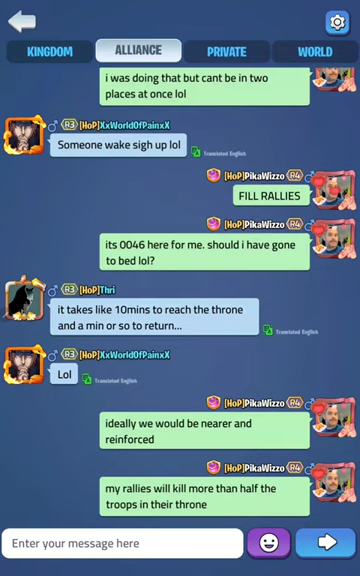 KINGDOM
ALLIANCE
PRIVATE
WORLD
i was doing that but cant be in two
places at once lol
R3 [HoP]XxWorldOfPainxX
Someone wake sigh up lol
Translated English
[HoP]PikaWizzo R4
FILL RALLIES
[HoP]PikaWizzo R4
its 0046 here for me. should i have gone
to bed lol?
R3 [HoP]Thri
it takes like 10mins to reach the throne
and a min or so to return...
Translated English
R3 [HoP]XxWorldOfPainxX
Lol
Translated English
[HoP]PikaWizzo R4
ideally we would be nearer and
reinforced
[HoP]PikaWizzo R4
my rallies will kill more than half the
troops in their throne
Enter your message here